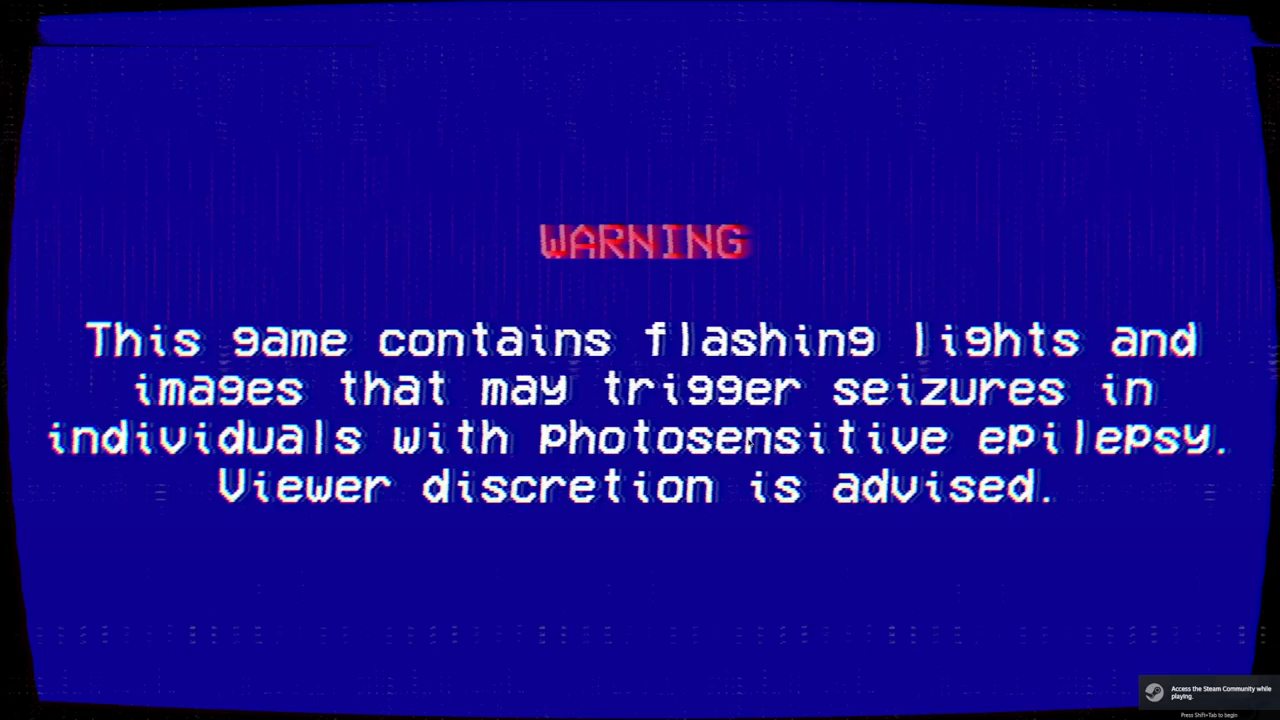 WARNING
This game contains flashing lights and
images that may trigger seizures in
individuals with photosensitive epilepsy.
Viewer discretion is advised.
Access the Steam Community while
playing.
Press Shift+Tab to begin